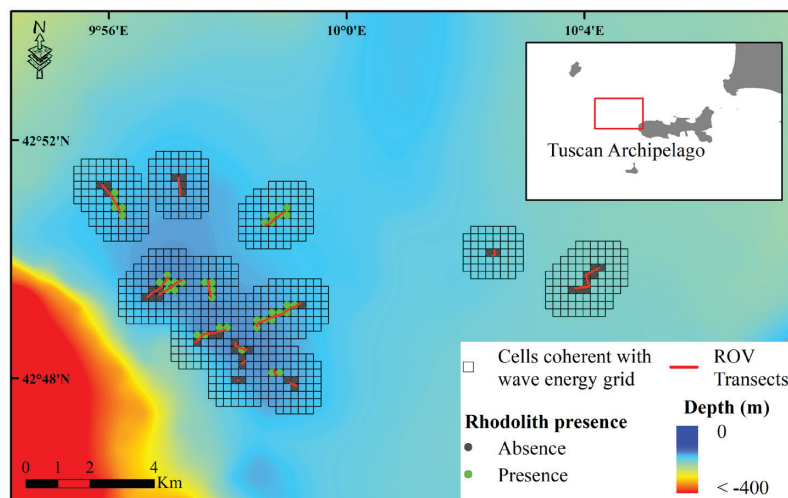 9°56'E 10°0'E 10°4'E
N
42°52'N
Tuscan Archipelago
42°48'N
Cells coherent with
wave energy grid
ROV
Transects
Rhodolith presence
Absence
Presence
Depth (m)
0
< -400
0 1 2 4
Km